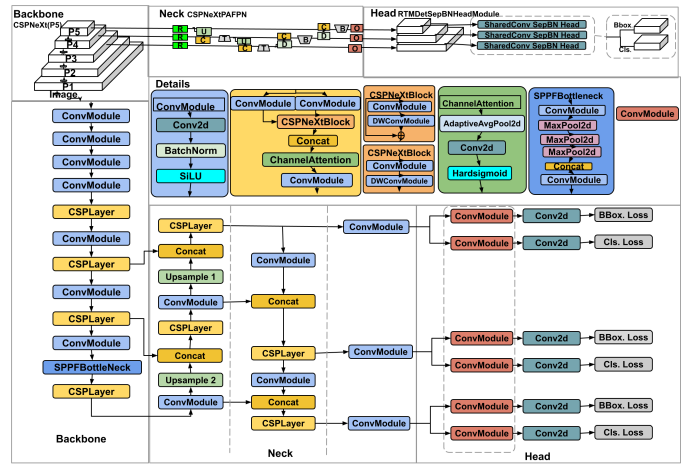 Backbone
CSPNeXt(P5)
P5
P4
P3
P2
P1
Image
Neck CSPNeXtPAFPN
R
R
R
U
C
T
C
U
T
C
D
C
D
B
B
O
O
O
Head RTMDetSepBNHeadModule
SharedConv SepBN Head
SharedConv SepBN Head
SharedConv SepBN Head
Bbox.
Cls.
Details
ConvModule
Conv2d
BatchNorm
SiLU
ConvModule
ConvModule
CSPNeXtBlock
Concat
ChannelAttention
ConvModule
CSPNeXtBlock
ConvModule
DWConvModule
CSPNeXtBlock
ConvModule
DWConvModule
ChannelAttention
AdaptiveAvgPool2d
Conv2d
Hardsigmoid
SPPFBottleneck
ConvModule
MaxPool2d
MaxPool2d
MaxPool2d
Concat
ConvModule
ConvModule
ConvModule
ConvModule
ConvModule
ConvModule
CSPLayer
ConvModule
CSPLayer
ConvModule
CSPLayer
ConvModule
SPPFBottleNeck
CSPLayer
Backbone
CSPLayer
Concat
Upsample 1
ConvModule
CSPLayer
Concat
Upsample 2
ConvModule
ConvModule
Concat
CSPLayer
ConvModule
Concat
CSPLayer
Neck
ConvModule
ConvModule
ConvModule
ConvModule
Conv2d
BBox. Loss
ConvModule
Conv2d
Cls. Loss
ConvModule
Conv2d
BBox. Loss
ConvModule
Conv2d
Cls. Loss
ConvModule
Conv2d
BBox. Loss
ConvModule
Conv2d
Cls. Loss
Head